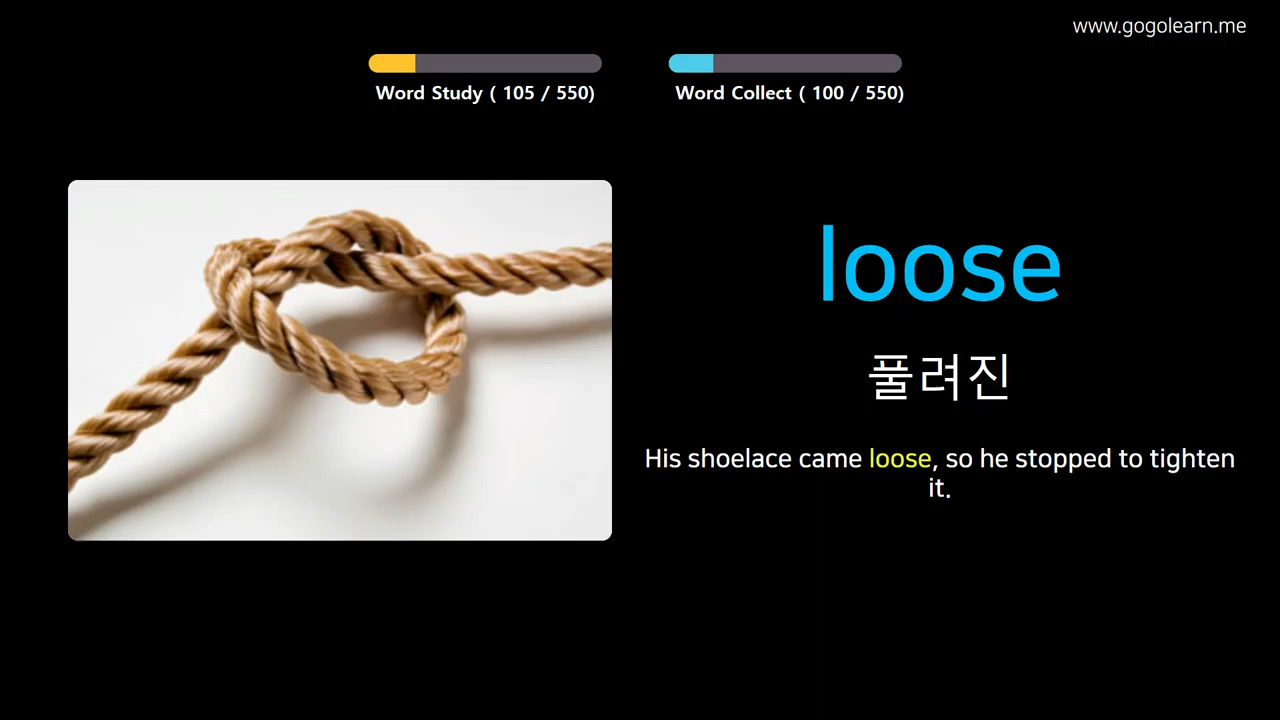 www.gogolearn.me
Word Study ( 105 / 550)
Word Collect ( 100 / 550)
loose
풀려진
His shoelace came loose, so he stopped to tighten
it.